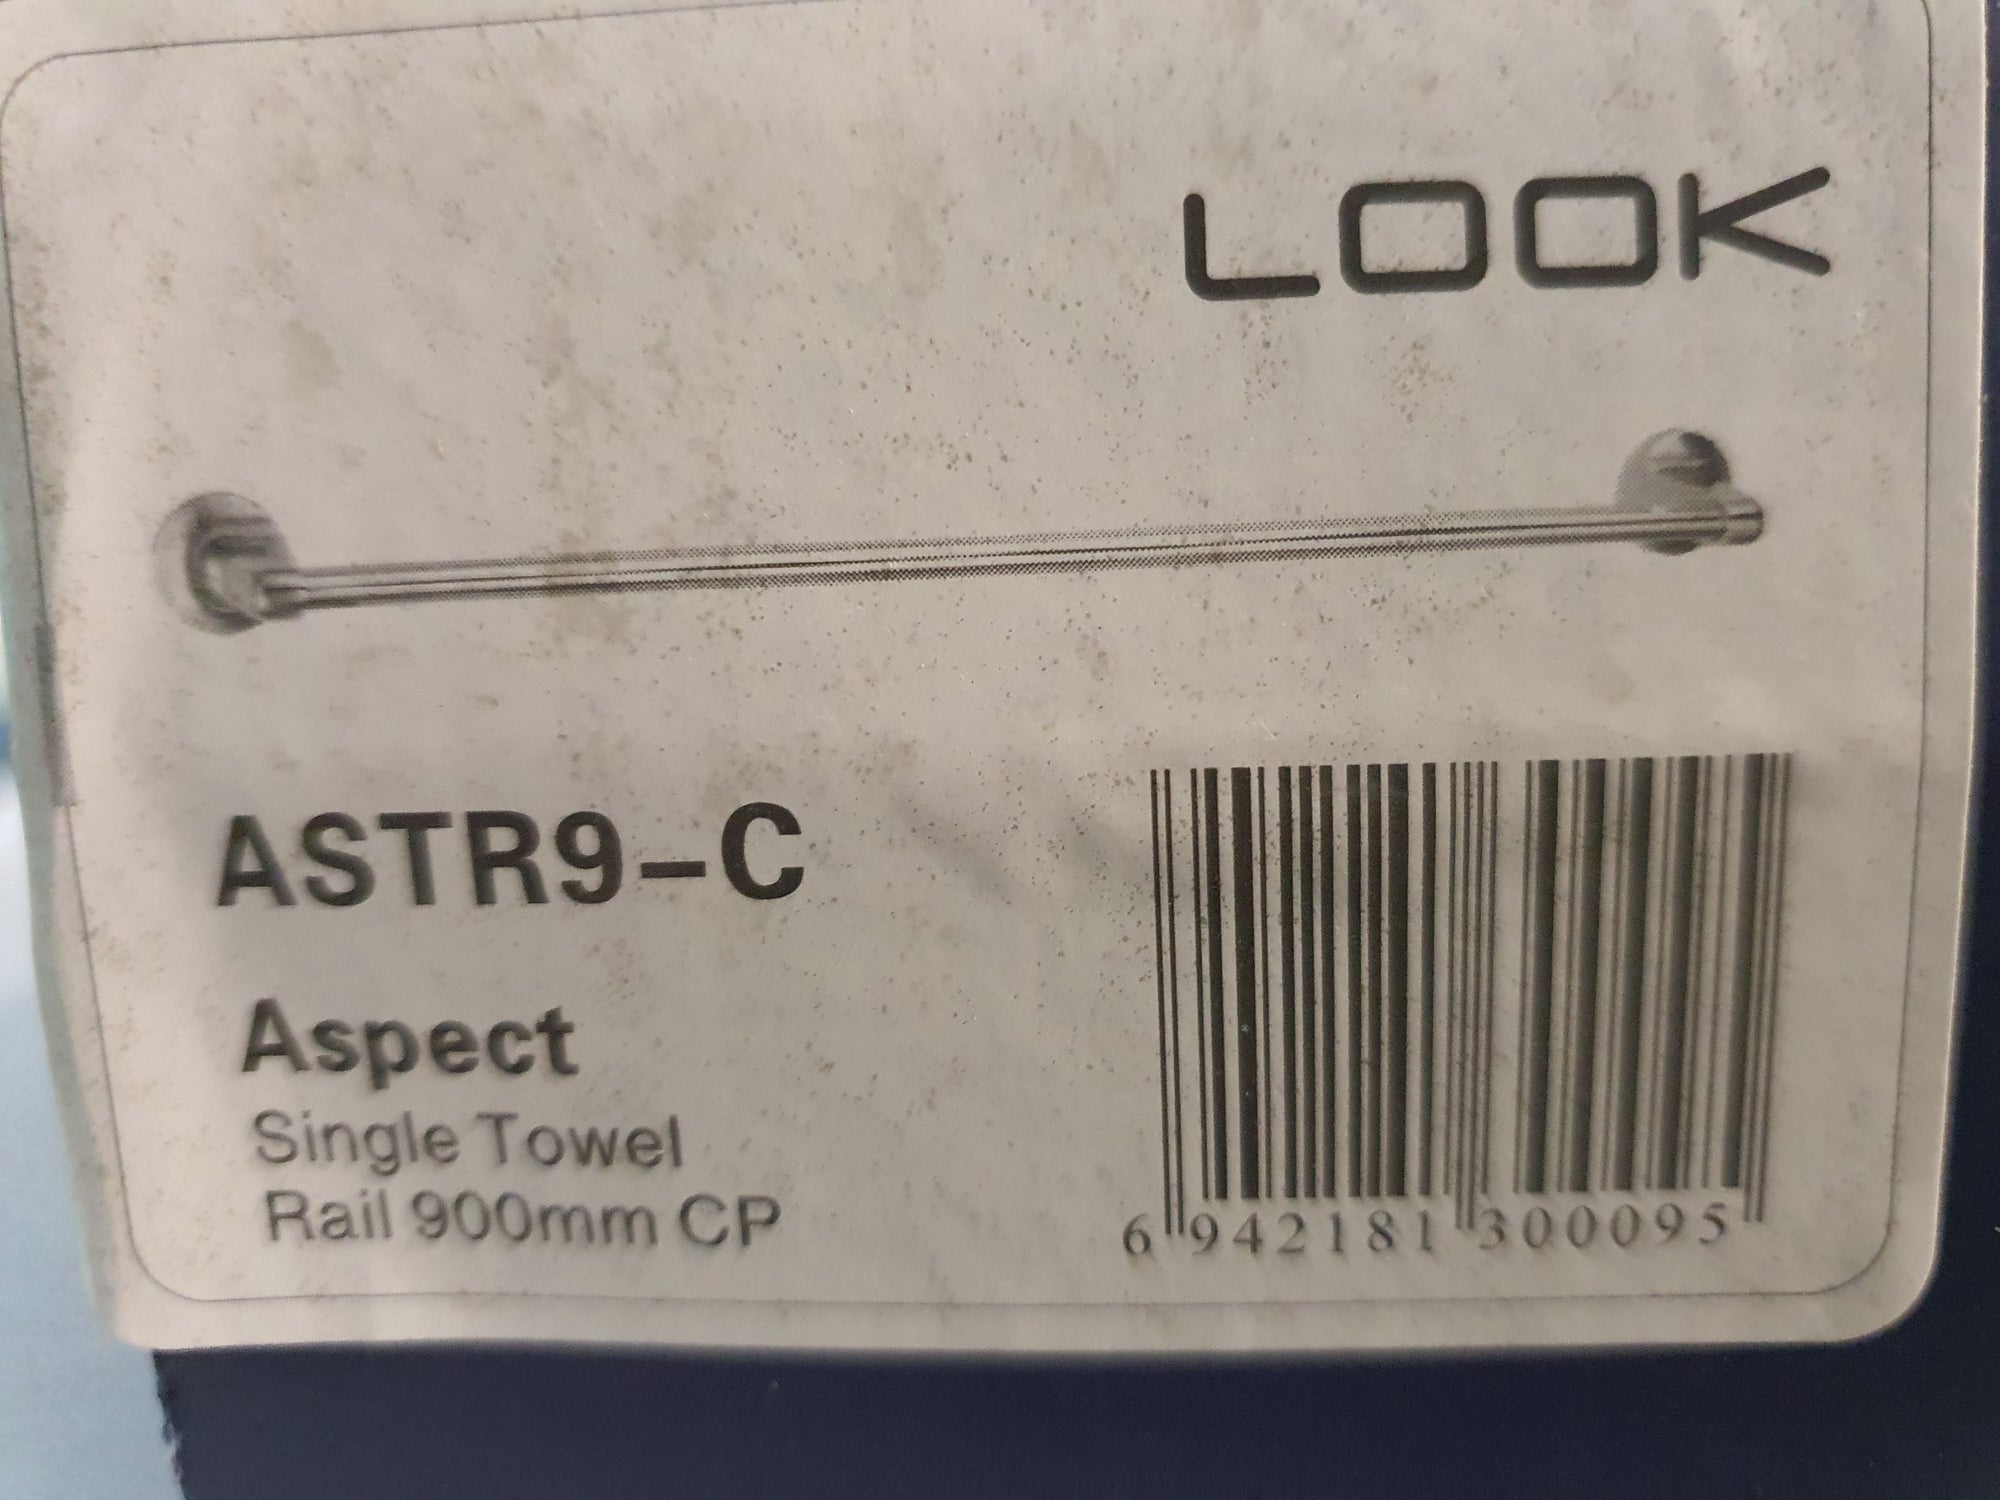 LOOK
ASTR9-C
Aspect
Single Towel
Rail 900mm CP
6 942181 300095